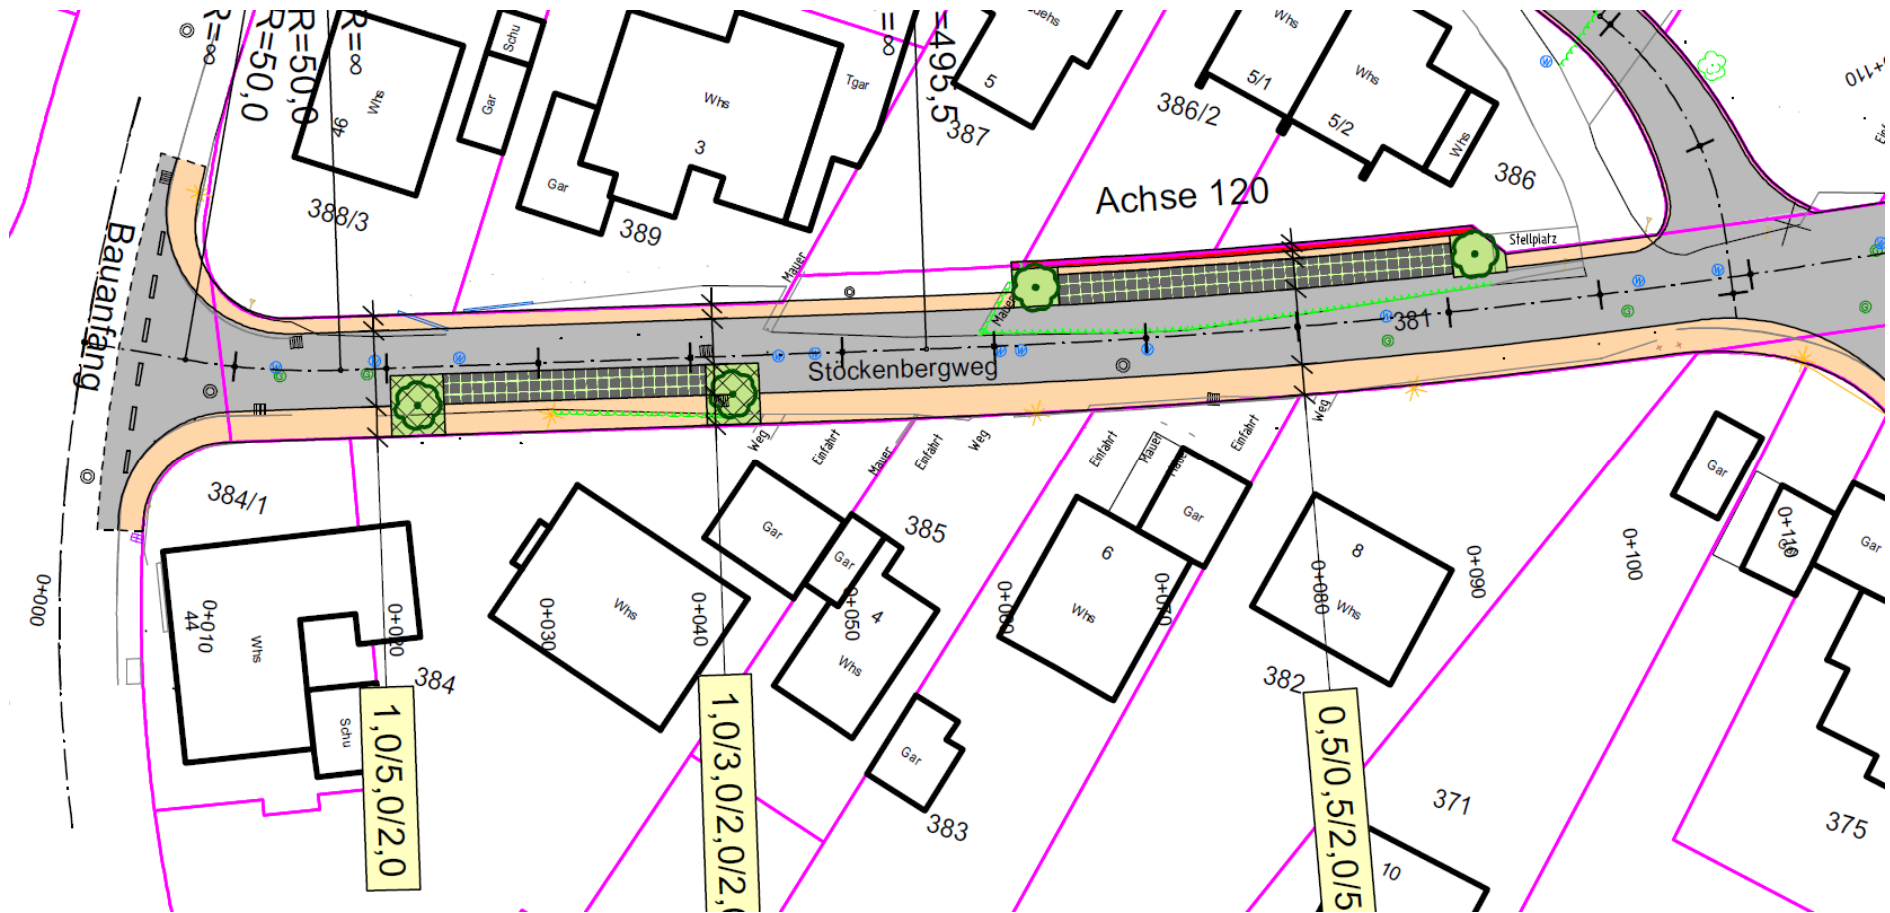 R=∞
R=50,0
R=50,0
R=∞
=∞
=495,5
46
Whs
Schu
Gar
Gar
Whs
3
Tgar
5
387
386/2
Whs
5/1
5/2
Whs
Whs
386
0+110
388/3
389
Achse 120
Mauer
Mauer
Stellplatz
Bauanfang
Stockenbergweg
381
Weg
Einfahrt
Mauer
Einfahrt
Weg
Einfahrt
Mauer
Einfahrt
Weg
384/1
385
Gar
Gar
Gar
Gar
Gar
0+000
0+010
44
Whs
Schu
0+020
384
0+030
Whs
0+040
0+050
4
Whs
Gar
383
0+060
6
Whs
0+070
0+080
8
Whs
382
0+090
0+100
0+110
371
375
10
1,0/5,0/2,0
1,0/3,0/2,0/2,0
0,5/0,5/2,0/5